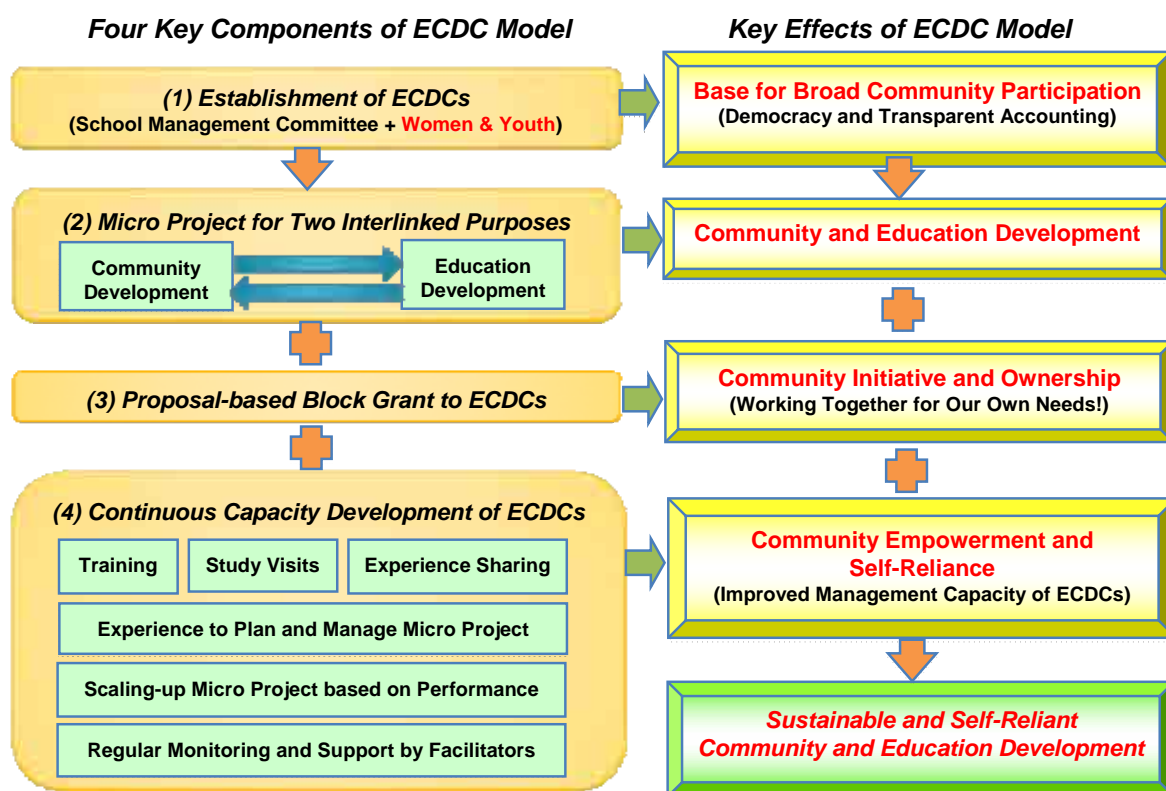 Four Key Components of ECDC Model
Key Effects of ECDC Model
(1) Establishment of ECDCs
(School Management Committee + Women & Youth)
Base for Broad Community Participation
(Democracy and Transparent Accounting)
(2) Micro Project for Two Interlinked Purposes
Community
Development
Education
Development
Community and Education Development
(3) Proposal-based Block Grant to ECDCs
Community Initiative and Ownership
(Working Together for Our Own Needs!)
(4) Continuous Capacity Development of ECDCs
Training
Study Visits
Experience Sharing
Experience to Plan and Manage Micro Project
Scaling-up Micro Project based on Performance
Regular Monitoring and Support by Facilitators
Community Empowerment and
Self-Reliance
(Improved Management Capacity of ECDCs)
Sustainable and Self-Reliant
Community and Education Development